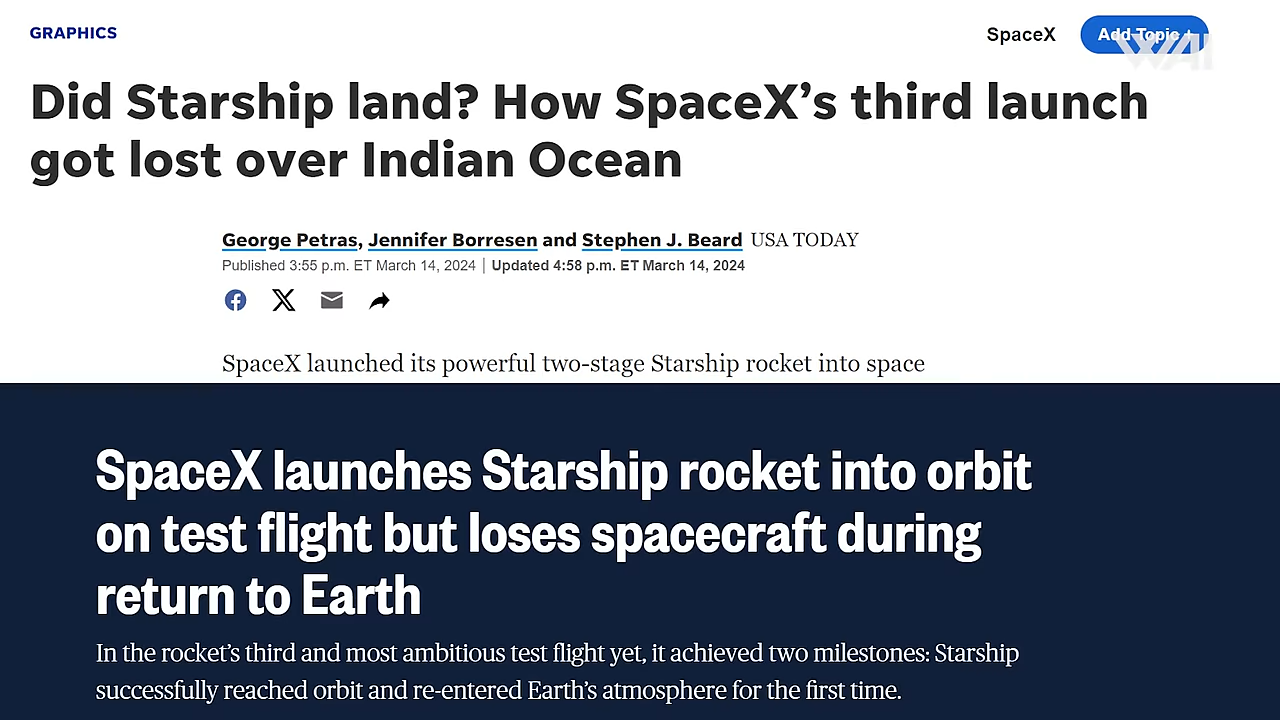 GRAPHICS
SpaceX
Add Topic +
WAI
Did Starship land? How SpaceX’s third launch
got lost over Indian Ocean
George Petras, Jennifer Borresen and Stephen J. Beard USA TODAY
Published 3:55 p.m. ET March 14, 2024 | Updated 4:58 p.m. ET March 14, 2024
SpaceX launched its powerful two-stage Starship rocket into space
SpaceX launches Starship rocket into orbit
on test flight but loses spacecraft during
return to Earth
In the rocket’s third and most ambitious test flight yet, it achieved two milestones: Starship
successfully reached orbit and re-entered Earth’s atmosphere for the first time.